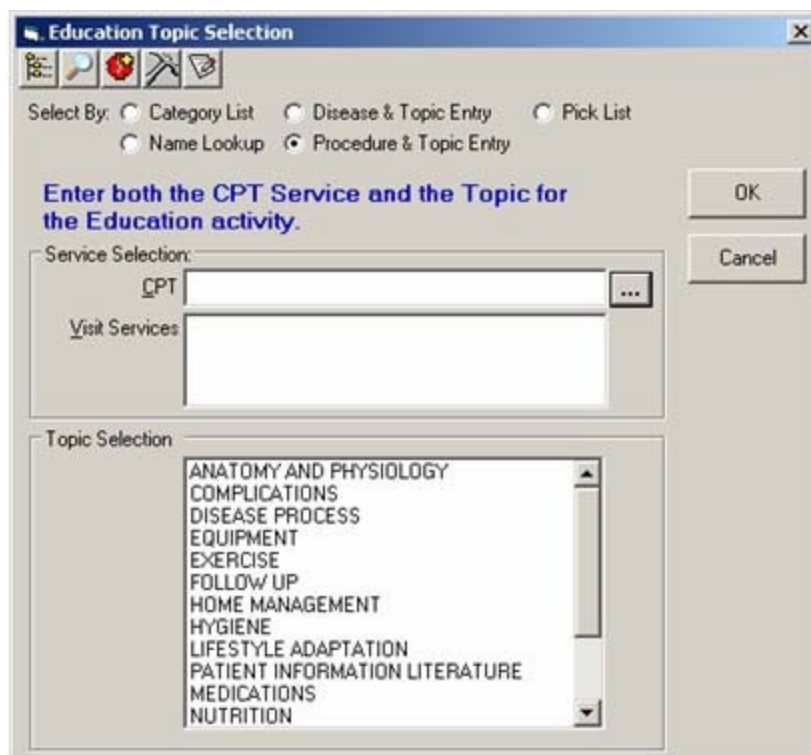 Education Topic Selection
Select By: Category List Disease & Topic Entry Pick List
Name Lookup Procedure & Topic Entry
Enter both the CPT Service and the Topic for
the Education activity.
OK
Cancel
Service Selection:
CPT ...
Visit Services
Topic Selection
ANATOMY AND PHYSIOLOGY
COMPLICATIONS
DISEASE PROCESS
EQUIPMENT
EXERCISE
FOLLOW UP
HOME MANAGEMENT
HYGIENE
LIFESTYLE ADAPTATION
PATIENT INFORMATION LITERATURE
MEDICATIONS
NUTRITION